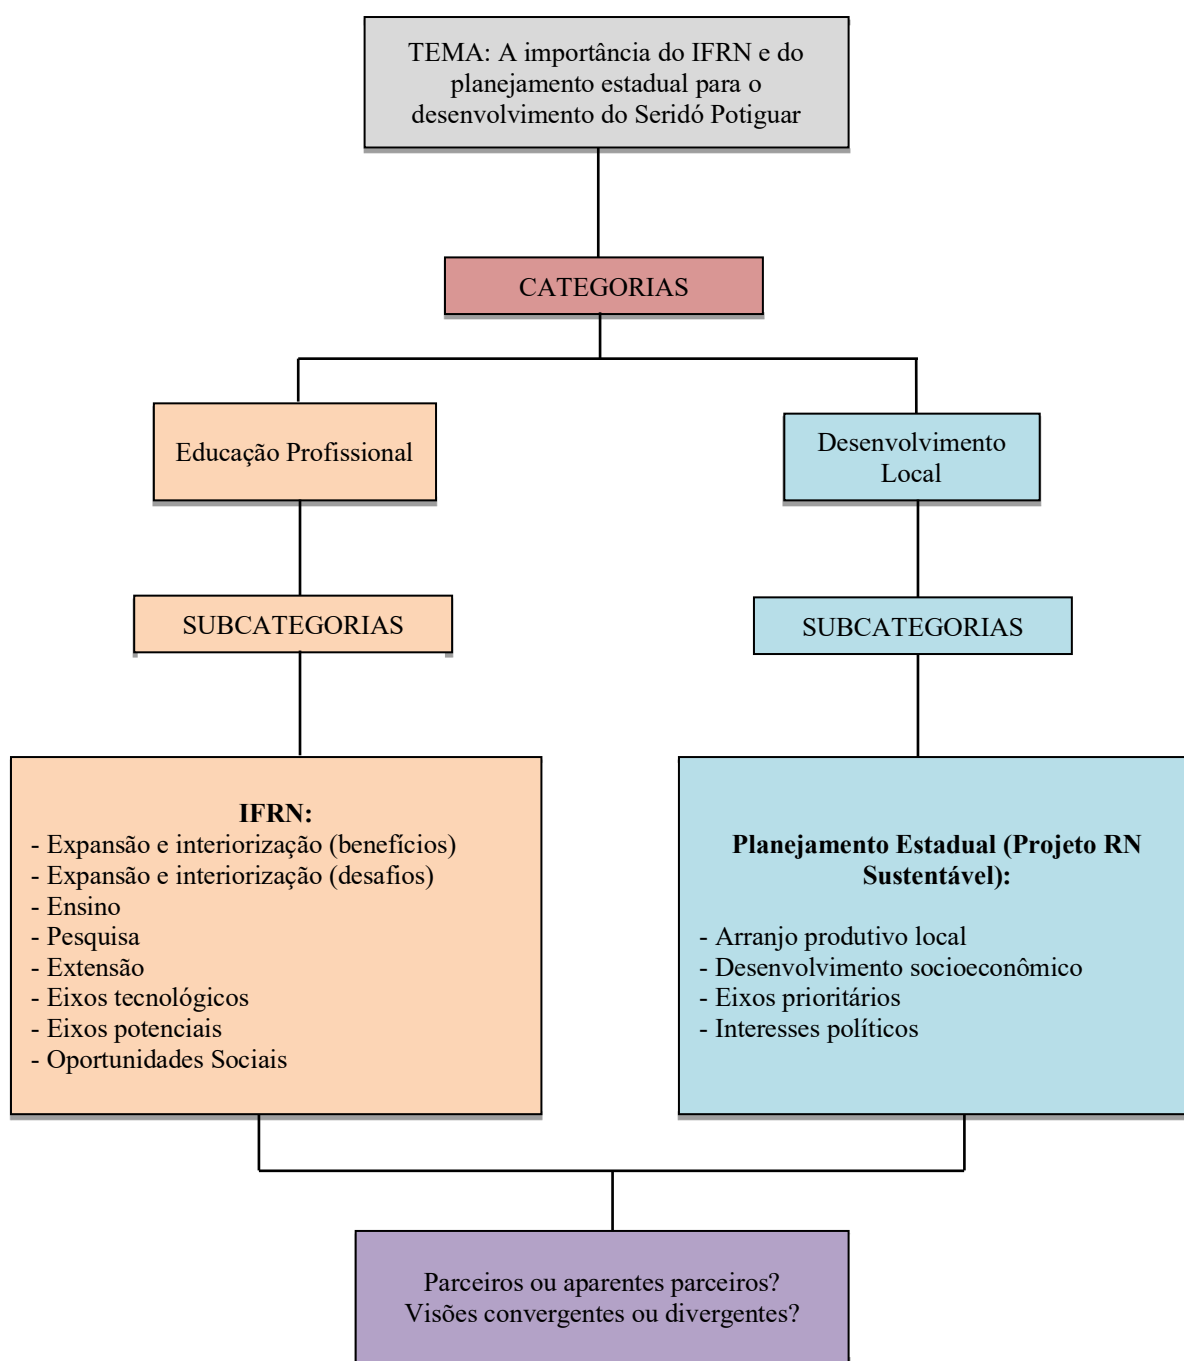 TEMA: A importância do IFRN e do
planejamento estadual para o
desenvolvimento do Seridó Potiguar
CATEGORIAS
Educação Profissional
Desenvolvimento
Local
SUBCATEGORIAS
SUBCATEGORIAS
IFRN:
- Expansão e interiorização (benefícios)
- Expansão e interiorização (desafios)
- Ensino
- Pesquisa
- Extensão
- Eixos tecnológicos
- Eixos potenciais
- Oportunidades Sociais
Planejamento Estadual (Projeto RN
Sustentável):
- Arranjo produtivo local
- Desenvolvimento socioeconômico
- Eixos prioritários
- Interesses políticos
Parceiros ou aparentes parceiros?
Visões convergentes ou divergentes?